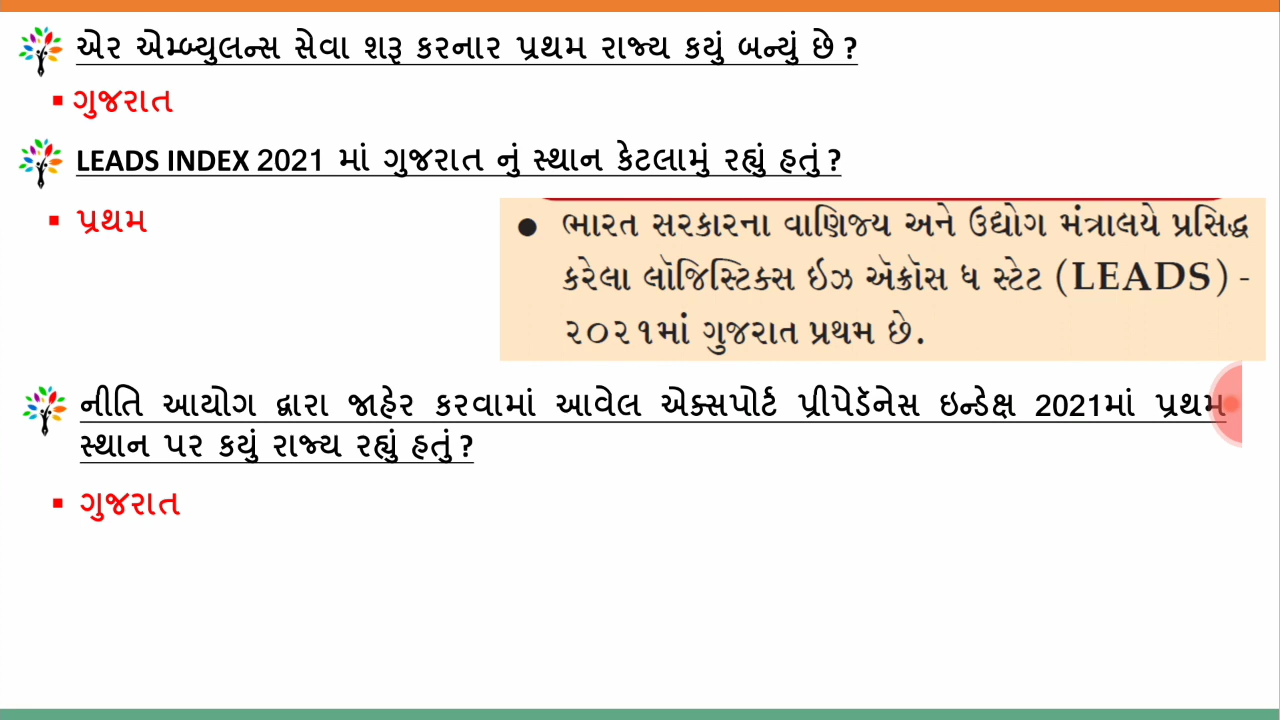 એર એમ્બ્યુલન્સ સેવા શરૂ કરનાર પ્રથમ રાજ્ય કયું બન્યું છે ?
▪ ગુજરાત
LEADS INDEX 2021 માં ગુજરાત નું સ્થાન કેટલામું રહ્યું હતું ?
▪ પ્રથમ
● ભારત સરકારના વાણિજ્ય અને ઉદ્યોગ મંત્રાલયે પ્રસિદ્ધ
કરેલા લૉજિસ્ટિક્સ ઇઝ ઍક્રૉસ ધ સ્ટેટ (LEADS) -
૨૦૨૧માં ગુજરાત પ્રથમ છે.
નીતિ આયોગ દ્વારા જાહેર કરવામાં આવેલ એક્સપોર્ટ પ્રીપેડૅનેસ ઇન્ડેક્ષ 2021માં પ્રથમ
સ્થાન પર કયું રાજ્ય રહ્યું હતું ?
▪ ગુજરાત